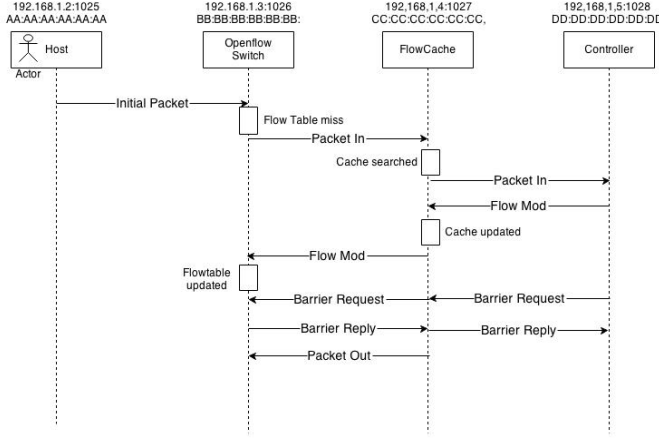 192.168.1.2:1025
AA:AA:AA:AA:AA:AA
192.168.1.3:1026
BB:BB:BB:BB:BB:BB:
192,168,1,4:1027
CC:CC:CC:CC:CC:CC,
192,168,1,5:1028
DD:DD:DD:DD:DD:DD
Host
Openflow
Switch
FlowCache
Controller
Actor
Initial Packet
Flow Table miss
Packet In
Cache searched
Packet In
Flow Mod
Cache updated
Flow Mod
Flowtable
updated
Barrier Request
Barrier Request
Barrier Reply
Barrier Reply
Packet Out